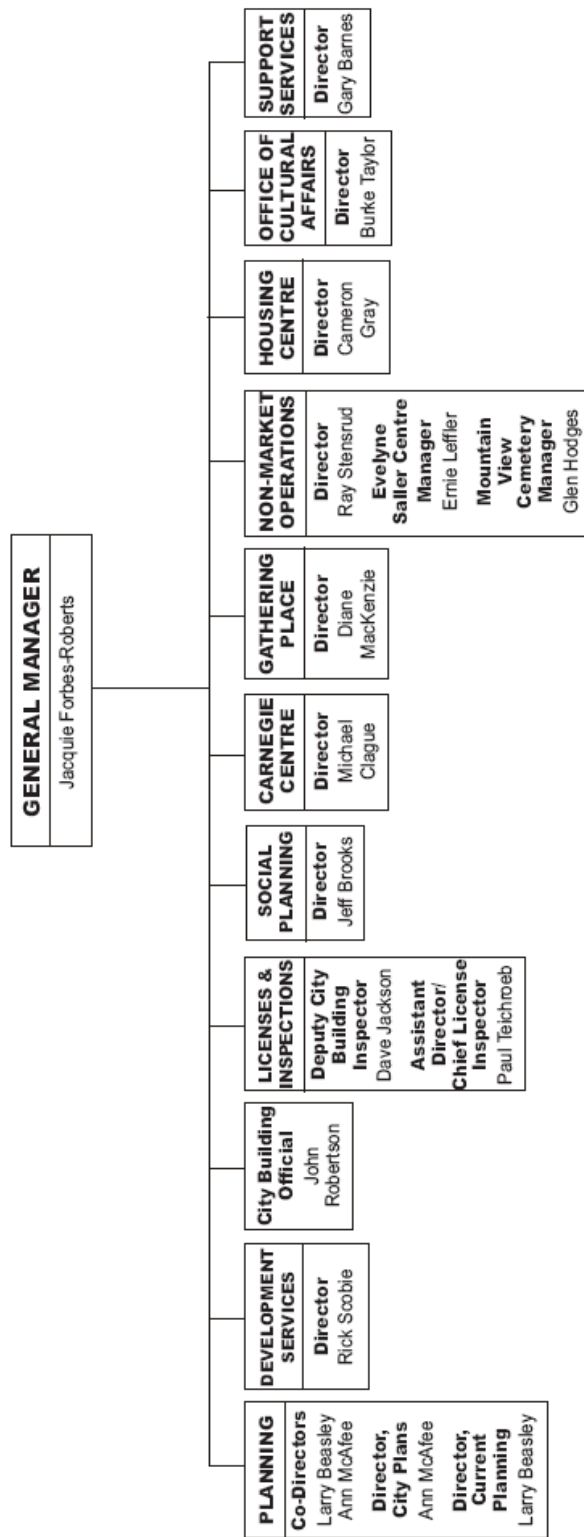 GENERAL MANAGER
Jacquie Forbes-Roberts
PLANNING
Co-Directors
Larry Beasley
Ann McAfee
Director,
City Plans
Ann McAfee
Director,
Current
Planning
Larry Beasley
DEVELOPMENT
SERVICES
Director
Rick Scobie
City Building
Official
John
Robertson
LICENSES &
INSPECTIONS
Deputy City
Building
Inspector
Dave Jackson
Assistant
Director/
Chief License
Inspector
Paul Teichroeb
SOCIAL
PLANNING
Director
Jeff Brooks
CARNEGIE
CENTRE
Director
Michael
Clague
GATHERING
PLACE
Director
Diane
MacKenzie
NON-MARKET
OPERATIONS
Director
Ray Stensrud
Evelyne
Saller Centre
Manager
Ernie Leffler
Mountain
View
Cemetery
Manager
Glen Hodges
HOUSING
CENTRE
Director
Cameron
Gray
OFFICE OF
CULTURAL
AFFAIRS
Director
Burke Taylor
SUPPORT
SERVICES
Director
Gary Barnes